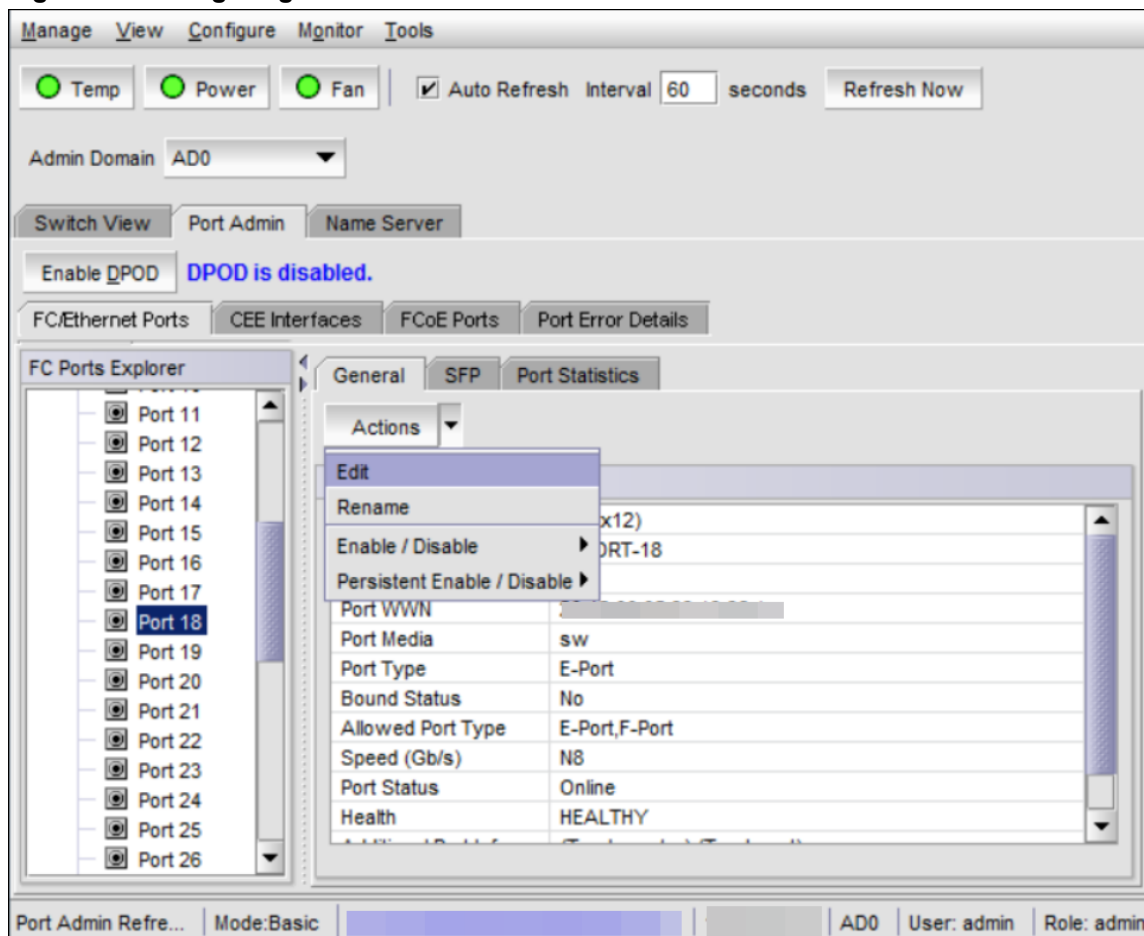 Manage View Configure Monitor Tools
Temp Power Fan Auto Refresh Interval 60 seconds Refresh Now
Admin Domain AD0
Switch View Port Admin Name Server
Enable DPOD DPOD is disabled.
FC/Ethernet Ports CEE Interfaces FCoE Ports Port Error Details
FC Ports Explorer
Port 11
Port 12
Port 13
Port 14
Port 15
Port 16
Port 17
Port 18
Port 19
Port 20
Port 21
Port 22
Port 23
Port 24
Port 25
Port 26
General SFP Port Statistics
Actions
Edit
Rename
Enable / Disable
Persistent Enable / Disable
x12)
ORT-18
Port WWN
Port Media sw
Port Type E-Port
Bound Status No
Allowed Port Type E-Port,F-Port
Speed (Gb/s) N8
Port Status Online
Health HEALTHY
Port Admin Refre... Mode:Basic AD0 User: admin Role: admin